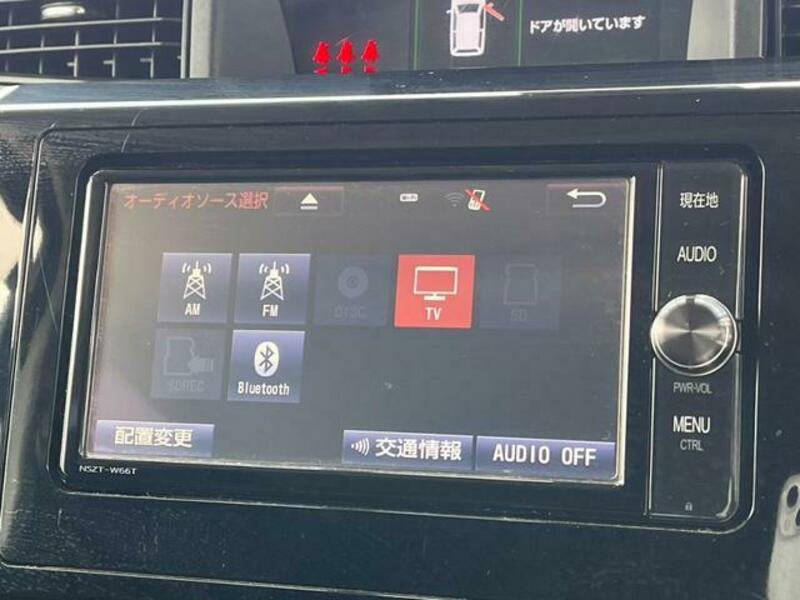 ドアが開いています
オーディオソース選択
現在地
AUDIO
AM
FM
DISC
TV
SD
SDREC
Bluetooth
PWR-VOL
MENU
CTRL
配置変更
交通情報
AUDIO OFF
NSZT-W66T